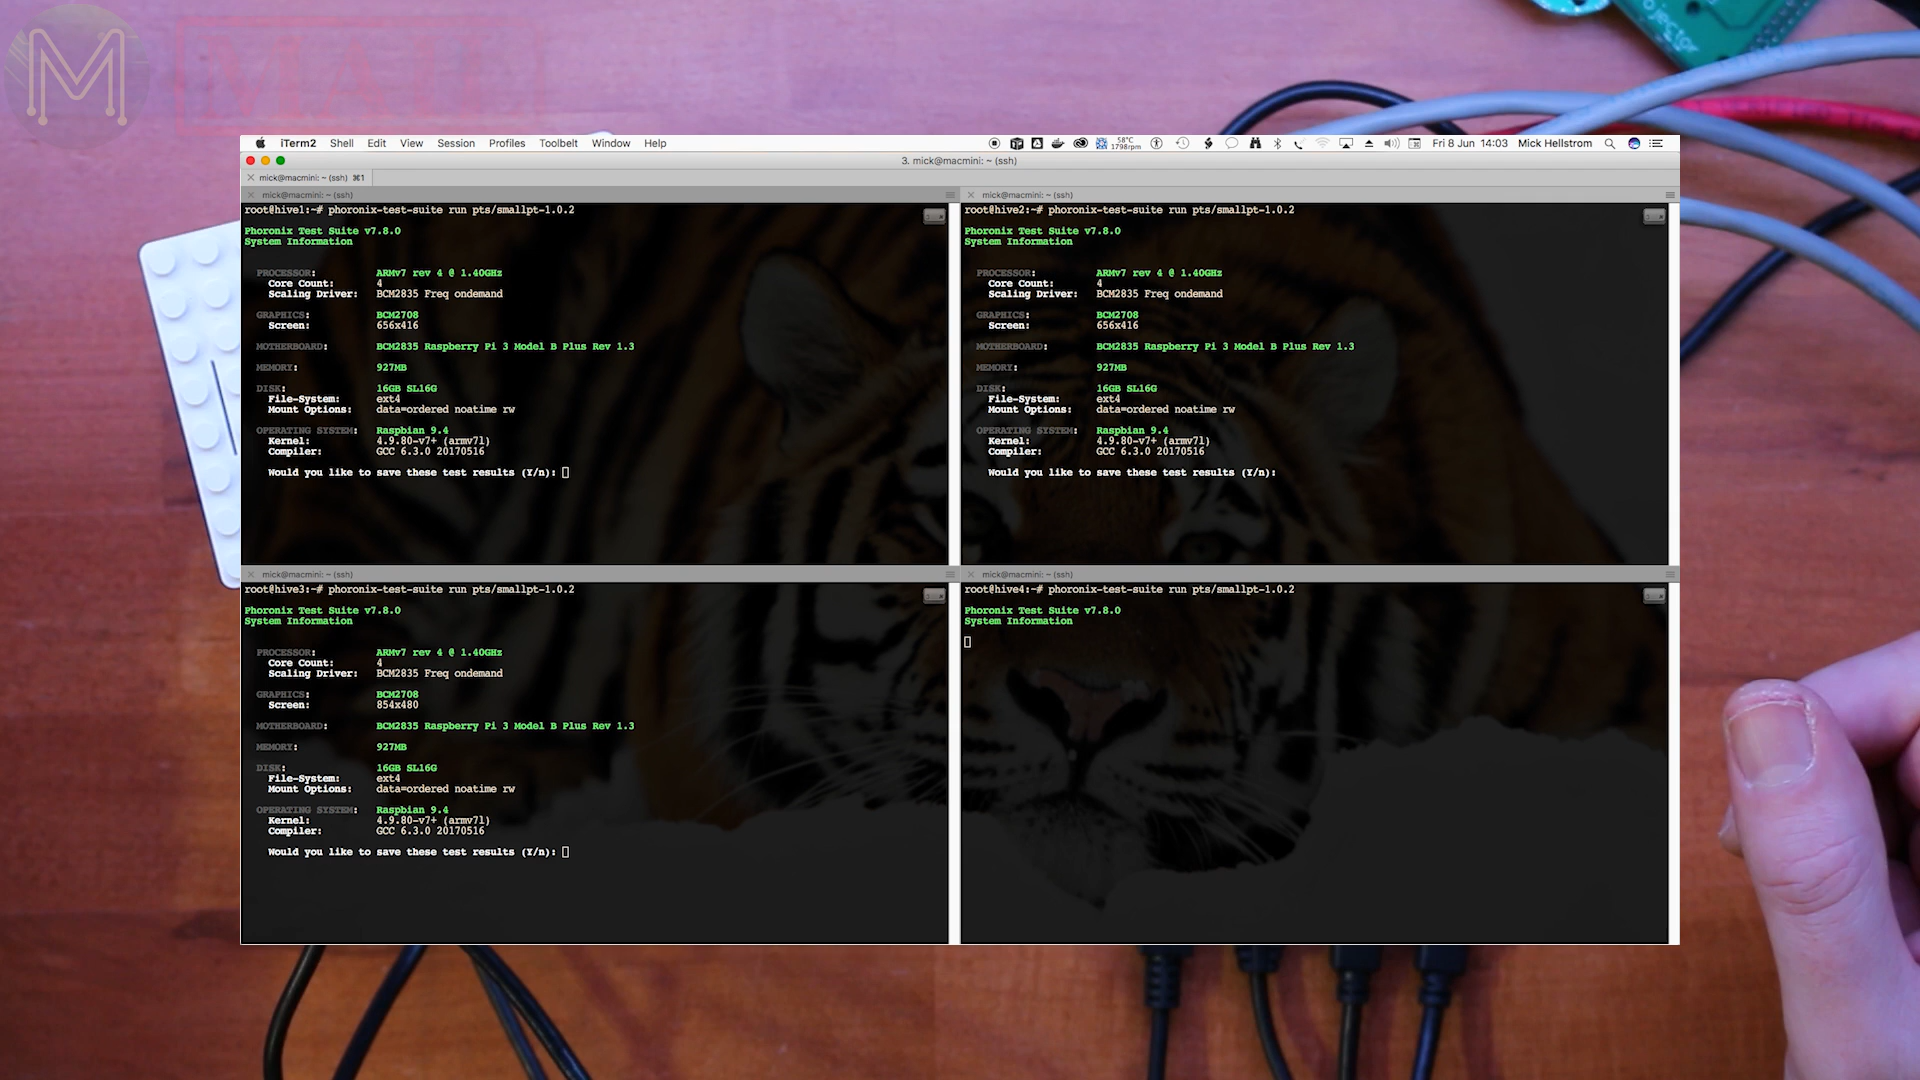 M
MAIL
ojector
iTerm2 Shell Edit View Session Profiles Toolbelt Window Help
58°C
1798rpm
Fri 8 Jun 14:03 Mick Hellstrom
3. mick@macmini: ~ (ssh)
mick@macmini: ~ (ssh) ⌘1
mick@macmini: ~ (ssh)
root@hive1:~# phoronix-test-suite run pts/smallpt-1.0.2
Phoronix Test Suite v7.8.0
System Information
PROCESSOR: ARMv7 rev 4 @ 1.40GHz
Core Count: 4
Scaling Driver: BCM2835 Freq ondemand
GRAPHICS: BCM2708
Screen: 656x416
MOTHERBOARD: BCM2835 Raspberry Pi 3 Model B Plus Rev 1.3
MEMORY: 927MB
DISK: 16GB SL16G
File-System: ext4
Mount Options: data=ordered noatime rw
OPERATING SYSTEM: Raspbian 9.4
Kernel: 4.9.80-v7+ (armv7l)
Compiler: GCC 6.3.0 20170516
Would you like to save these test results (Y/n):
mick@macmini: ~ (ssh)
root@hive2:~# phoronix-test-suite run pts/smallpt-1.0.2
Phoronix Test Suite v7.8.0
System Information
PROCESSOR: ARMv7 rev 4 @ 1.40GHz
Core Count: 4
Scaling Driver: BCM2835 Freq ondemand
GRAPHICS: BCM2708
Screen: 656x416
MOTHERBOARD: BCM2835 Raspberry Pi 3 Model B Plus Rev 1.3
MEMORY: 927MB
DISK: 16GB SL16G
File-System: ext4
Mount Options: data=ordered noatime rw
OPERATING SYSTEM: Raspbian 9.4
Kernel: 4.9.80-v7+ (armv7l)
Compiler: GCC 6.3.0 20170516
Would you like to save these test results (Y/n):
mick@macmini: ~ (ssh)
root@hive3:~# phoronix-test-suite run pts/smallpt-1.0.2
Phoronix Test Suite v7.8.0
System Information
PROCESSOR: ARMv7 rev 4 @ 1.40GHz
Core Count: 4
Scaling Driver: BCM2835 Freq ondemand
GRAPHICS: BCM2708
Screen: 854x480
MOTHERBOARD: BCM2835 Raspberry Pi 3 Model B Plus Rev 1.3
MEMORY: 927MB
DISK: 16GB SL16G
File-System: ext4
Mount Options: data=ordered noatime rw
OPERATING SYSTEM: Raspbian 9.4
Kernel: 4.9.80-v7+ (armv7l)
Compiler: GCC 6.3.0 20170516
Would you like to save these test results (Y/n):
mick@macmini: ~ (ssh)
root@hive4:~# phoronix-test-suite run pts/smallpt-1.0.2
Phoronix Test Suite v7.8.0
System Information